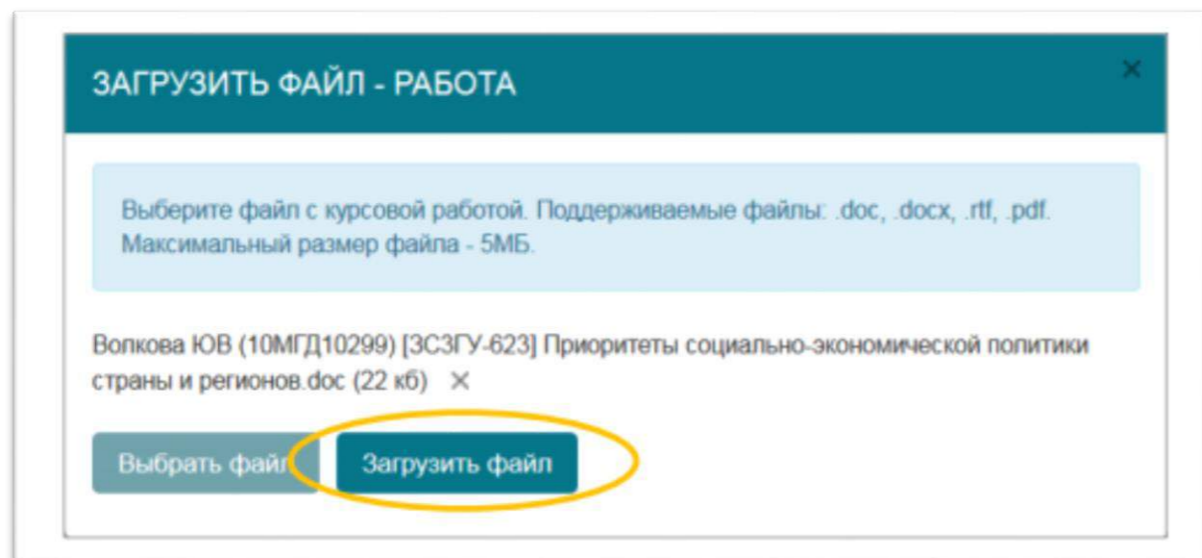 ЗАГРУЗИТЬ ФАЙЛ - РАБОТА
×
Выберите файл с курсовой работой. Поддерживаемые файлы: .doc, .docx, .rtf, .pdf.
Максимальный размер файла - 5МБ.
Волкова ЮВ (10МГД10299) [ЗСЗГУ-623] Приоритеты социально-экономической политики
страны и регионов.doc (22 кб) ×
Выбрать файл Загрузить файл